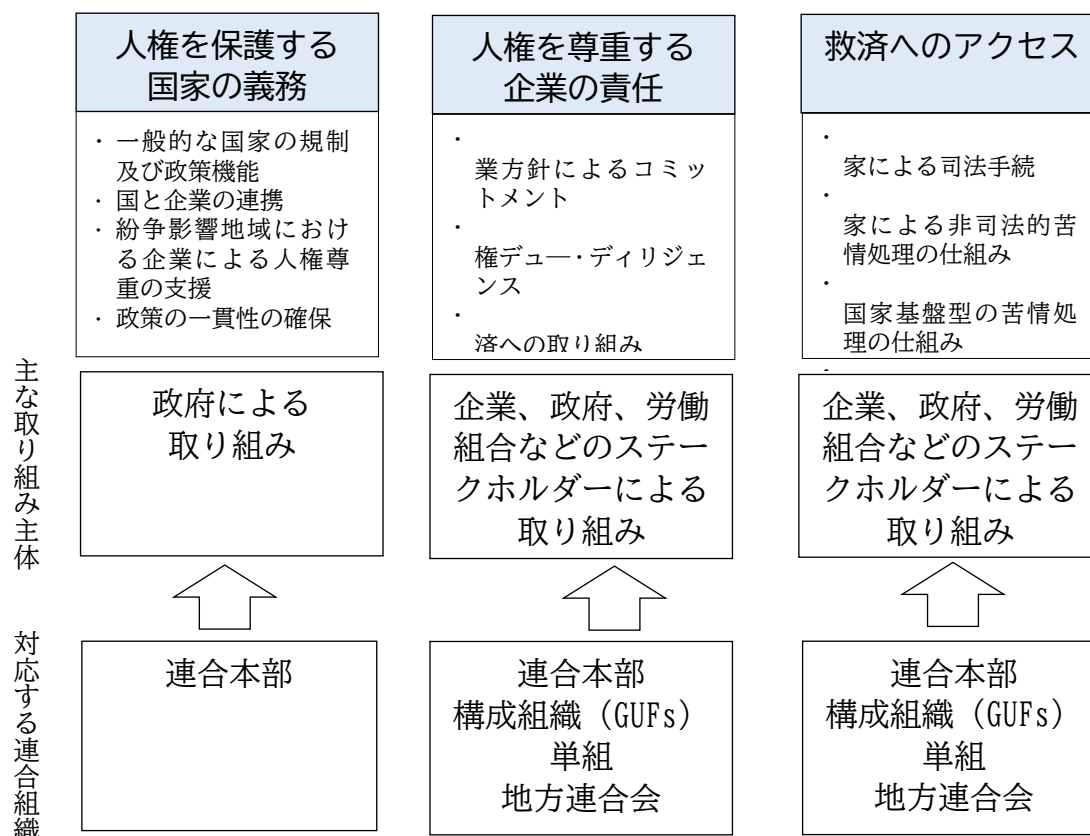 人権を保護する
国家の義務
・一般的な国家の規制
及び政策機能
・国と企業の連携
・紛争影響地域におけ
る企業による人権尊
重の支援
・政策の一貫性の確保
人権を尊重する
企業の責任
・
業方針によるコミッ
トメント
・
権デュ―・ディリジェ
ンス
・
済への取り組み
救済へのアクセス
・
家による司法手続
・
家による非司法的苦
情処理の仕組み
・
国家基盤型の苦情処
理の仕組み
・
主な取り組み主体
政府による
取り組み
企業、政府、労働
組合などのステー
クホルダーによる
取り組み
企業、政府、労働
組合などのステー
クホルダーによる
取り組み
対応する連合組織
連合本部
連合本部
構成組織（GUFs）
単組
地方連合会
連合本部
構成組織（GUFs）
単組
地方連合会